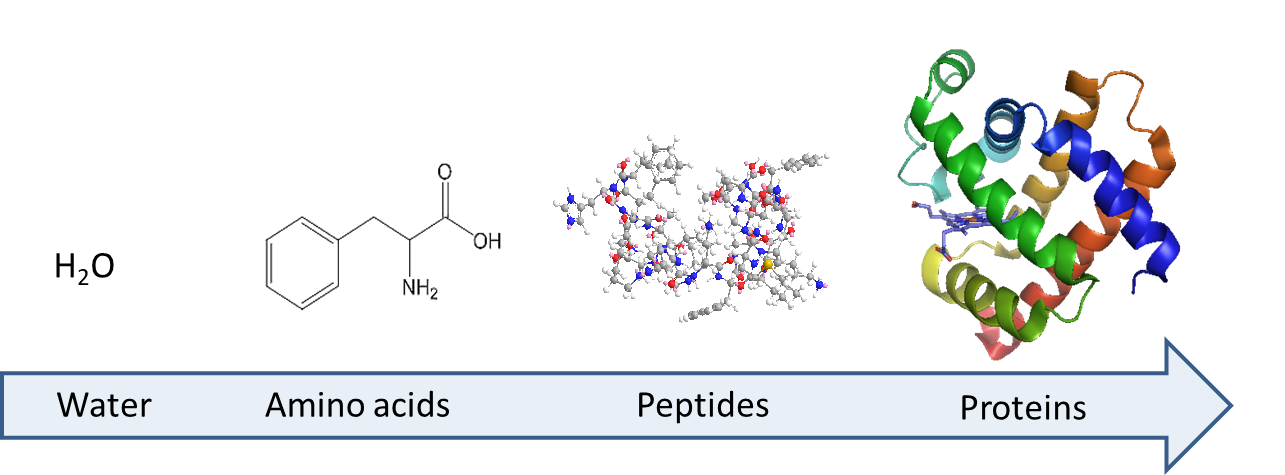 H₂O
O
OH
NH₂
Water
Amino acids
Peptides
Proteins